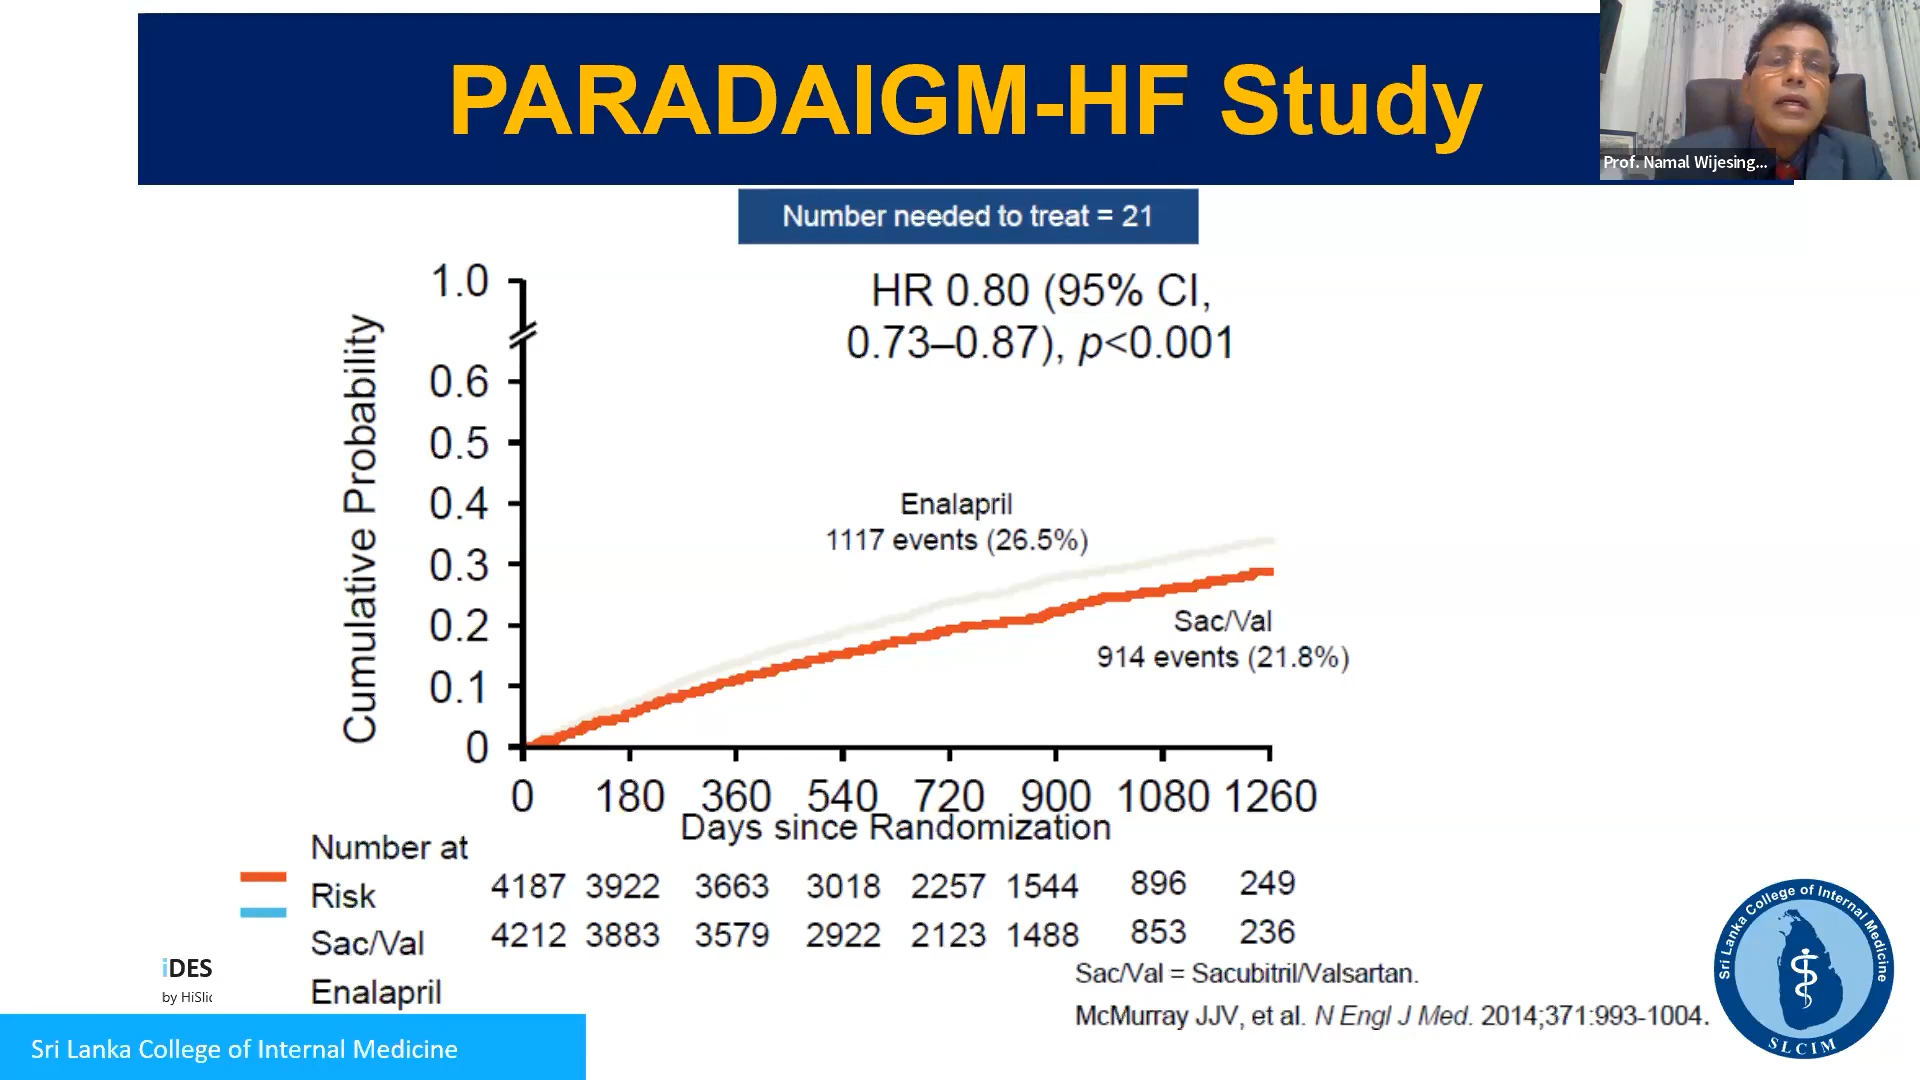 PARADAIGM-HF Study
Prof. Namal Wijesing...
Number needed to treat = 21
HR 0.80 (95% CI,
0.73–0.87), p<0.001
Cumulative Probability
1.0
0.6
0.5
0.4
0.3
0.2
0.1
0
Enalapril
1117 events (26.5%)
Sac/Val
914 events (21.8%)
0 180 360 540 720 900 1080 1260
Days since Randomization
Number at
Risk
Sac/Val
Enalapril
4187 3922 3663 3018 2257 1544 896 249
4212 3883 3579 2922 2123 1488 853 236
Sac/Val = Sacubitril/Valsartan.
McMurray JJV, et al. N Engl J Med. 2014;371:993-1004.
iDES
by HiSli
Sri Lanka College of Internal Medicine
Sri Lanka College of Internal Medicine
SLCIM